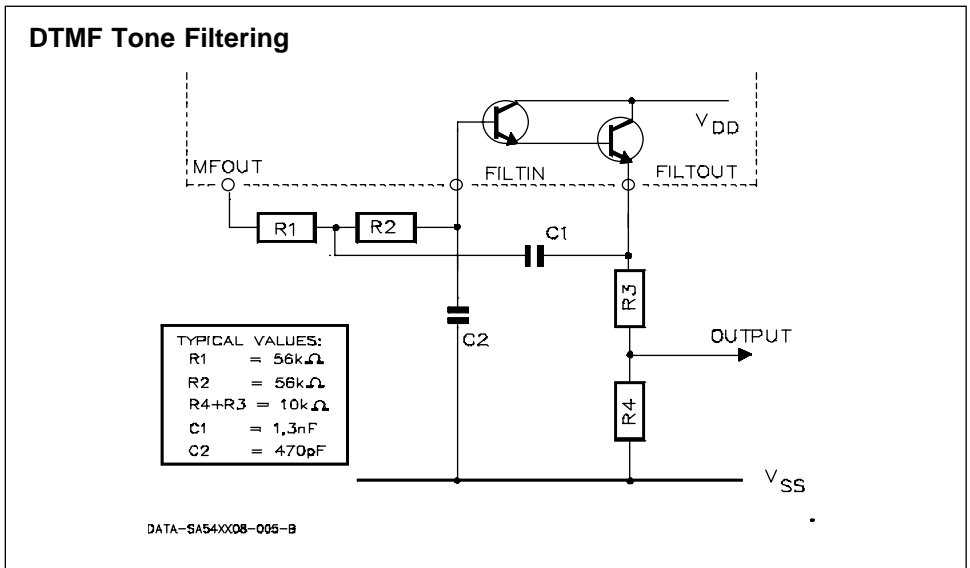 DTMF Tone Filtering
V DD
MFOUT
FILTIN
FILTOUT
R1
R2
C1
R3
C2
OUTPUT
R4
TYPICAL VALUES:
R1 = 56kΩ
R2 = 56kΩ
R4+R3 = 10kΩ
C1 = 1,3nF
C2 = 470pF
V SS
DATA-SA54XX08-005-B